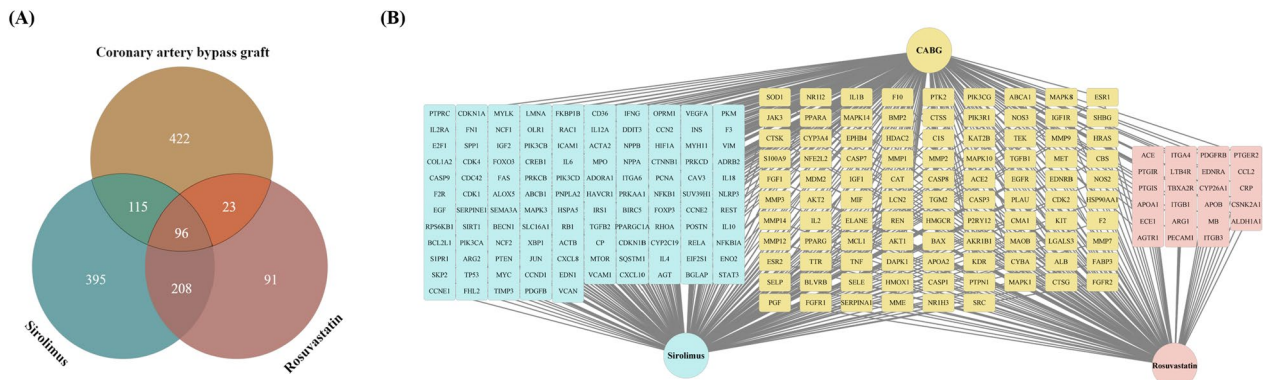 (A)
Coronary artery bypass graft
422
115
23
96
395
208
91
Sirolimus
Rosuvastatin
(B)
CABG
PTPRC CDKN1A MYLK LMNA FKBP1B CD36 IFNG OPRM1 VEGFA PKM
IL2RA FN1 NCF1 OLR1 RAC1 IL12A DDIT3 CCN2 INS F3
E2F1 SPP1 IGF2 PIK3CB ICAM1 ACTA2 NPPB HIF1A MYH11 VIM
COL1A2 CDK4 FOXO3 CREB1 IL6 MPO NPPA CTNNB1 PRKCD ADRB2
CASP9 CDC42 FAS PRKCB PIK3CD ADORA1 ITGA6 PCNA CAV3 IL18
F2R CDK1 ALOX5 ABCB1 PNPLA2 HAVCR1 PRKAA1 NFKB1 SUV39H1 NLRP3
EGF SERPINE1 SEMA3A MAPK3 HSPA5 IRS1 BIRC5 FOXP3 CCNE2 REST
RPS6KB1 SIRT1 BECN1 SLC16A1 RB1 TGFB2 PPARGC1A RHOA POSTN IL10
BCL2L1 PIK3CA NCF2 XBP1 ACTB CP CDKN1B CYP2C19 RELA NFKBIA
S1PR1 ARG2 PTEN JUN CXCL8 MTOR SQSTM1 IL4 EIF2S1 ENO2
SKP2 TP53 MYC CCND1 EDN1 VCAM1 CXCL10 AGT BGLAP STAT3
CCNE1 FHL2 TIMP3 PDGFB VCAN
SOD1 NR1I2 IL1B F10 PTK2 PIK3CG ABCA1 MAPK8 ESR1
JAK3 PPARA MAPK14 BMP2 CTSS PIK3R1 NOS3 IGF1R SHBG
CTSK CYP3A4 EPHB4 HDAC2 C1S KAT2B TEK MMP9 HRAS
S100A9 NFE2L2 CASP7 MMP1 MMP2 MAPK10 TGFB1 MET CBS
FGF1 MDM2 IGF1 CAT CASP8 ACE2 EGFR EDNRB NOS2
MMP3 AKT2 MIF LCN2 TGM2 CASP3 PLAU CDK2 HSP90AA1
MMP14 IL2 ELANE REN HMGCR P2RY12 CMA1 KIT F2
MMP12 PPARG MCL1 AKT1 BAX AKR1B1 MAOB LGALS3 MMP7
ESR2 TTR TNF DAPK1 APOA2 KDR CYBA ALB FABP3
SELP BLVRB SELE HMOX1 CASP1 PTPN1 MAPK1 CTSG FGFR2
PGF FGFR1 SERPINA1 MME NR1H3 SRC
ACE ITGA4 PDGFRB PTGER2
PTGIR LTB4R EDNRA CCL2
PTGIS TBXA2R CYP26A1 CRP
APOA1 ITGB1 APOB CSNK2A1
ECE1 ARG1 MB ALDH1A1
AGTR1 PECAM1 ITGB3
Sirolimus
Rosuvastatin